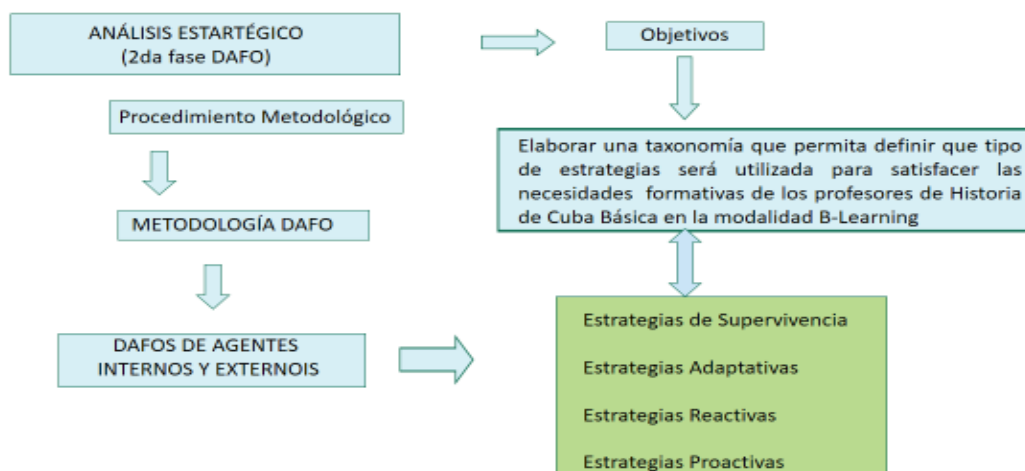 ANÁLISIS ESTARTÉGICO
(2da fase DAFO)
Objetivos
Procedimiento Metodológico
Elaborar una taxonomía que permita definir que tipo
de estrategias será utilizada para satisfacer las
necesidades formativas de los profesores de Historia
de Cuba Básica en la modalidad B-Learning
METODOLOGÍA DAFO
DAFOS DE AGENTES
INTERNOS Y EXTERNOIS
Estrategias de Supervivencia
Estrategias Adaptativas
Estrategias Reactivas
Estrategias Proactivas